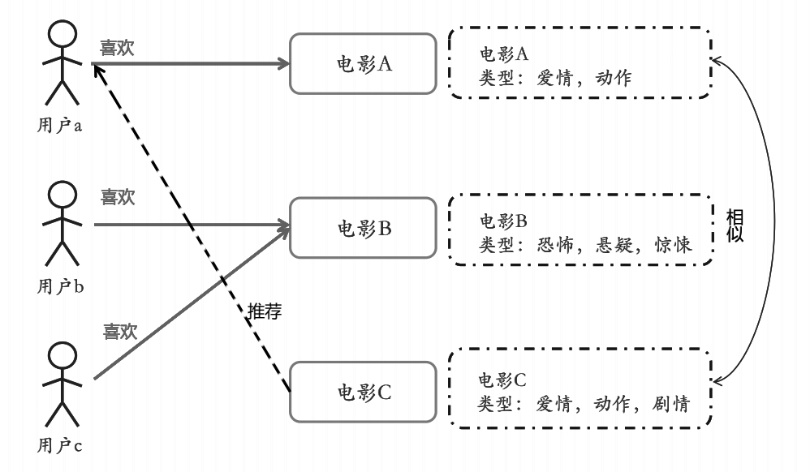 喜欢
用户a
电影A
电影A
类型：爱情，动作
喜欢
用户b
电影B
电影B
类型：恐怖，悬疑，惊悚
相似
喜欢
推荐
用户c
电影C
电影C
类型：爱情，动作，剧情